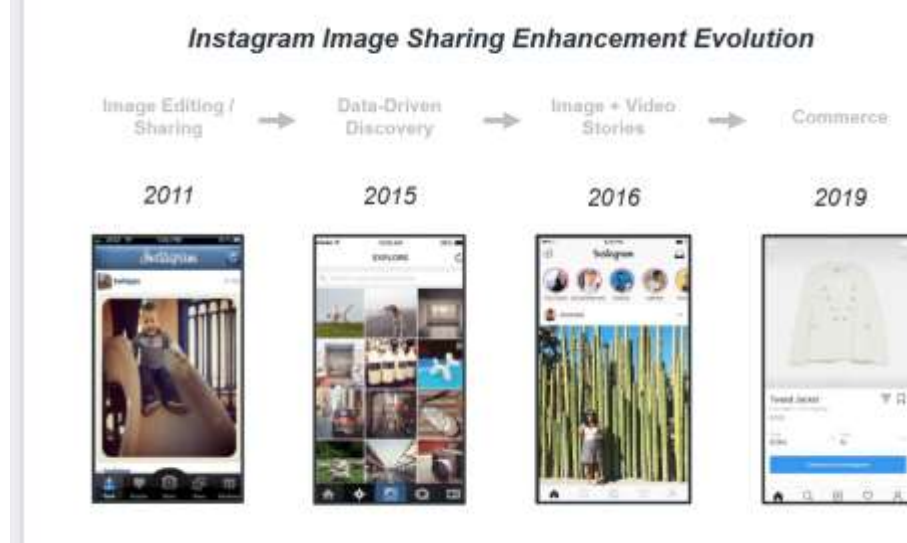 Instagram Image Sharing Enhancement Evolution
Image Editing /
Sharing
Data-Driven
Discovery
Image + Video
Stories
Commerce
2011
2015
2016
2019
Instagram
EXPLORE
Instagram
Tweed Jacket